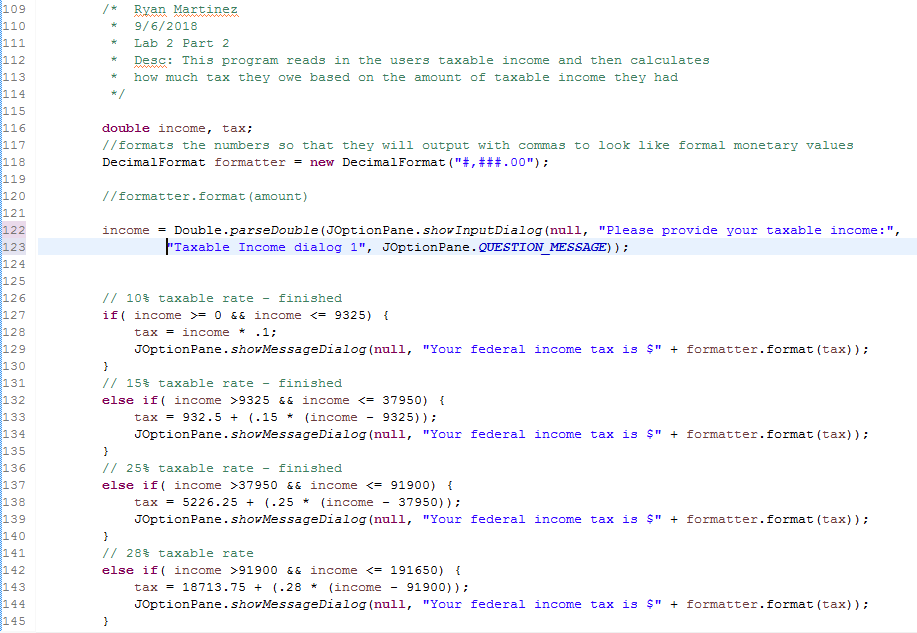 109 /* Ryan Martinez
110 * 9/6/2018
111 * Lab 2 Part 2
112 * Desc: This program reads in the users taxable income and then calculates
113 * how much tax they owe based on the amount of taxable income they had
114 */
115
116 double income, tax;
117 //formats the numbers so that they will output with commas to look like formal monetary values
118 DecimalFormat formatter = new DecimalFormat("#,###.00");
119
120 //formatter.format(amount)
121
122 income = Double.parseDouble(JOptionPane.showInputDialog(null, "Please provide your taxable income:",
123 "Taxable Income dialog 1", JOptionPane.QUESTION_MESSAGE));
124
125
126 // 10% taxable rate - finished
127 if( income >= 0 && income <= 9325) {
128 tax = income * .1;
129 JOptionPane.showMessageDialog(null, "Your federal income tax is $" + formatter.format(tax));
130 }
131 // 15% taxable rate - finished
132 else if( income >9325 && income <= 37950) {
133 tax = 932.5 + (.15 * (income - 9325));
134 JOptionPane.showMessageDialog(null, "Your federal income tax is $" + formatter.format(tax));
135 }
136 // 25% taxable rate - finished
137 else if( income >37950 && income <= 91900) {
138 tax = 5226.25 + (.25 * (income - 37950));
139 JOptionPane.showMessageDialog(null, "Your federal income tax is $" + formatter.format(tax));
140 }
141 // 28% taxable rate
142 else if( income >91900 && income <= 191650) {
143 tax = 18713.75 + (.28 * (income - 91900));
144 JOptionPane.showMessageDialog(null, "Your federal income tax is $" + formatter.format(tax));
145 }